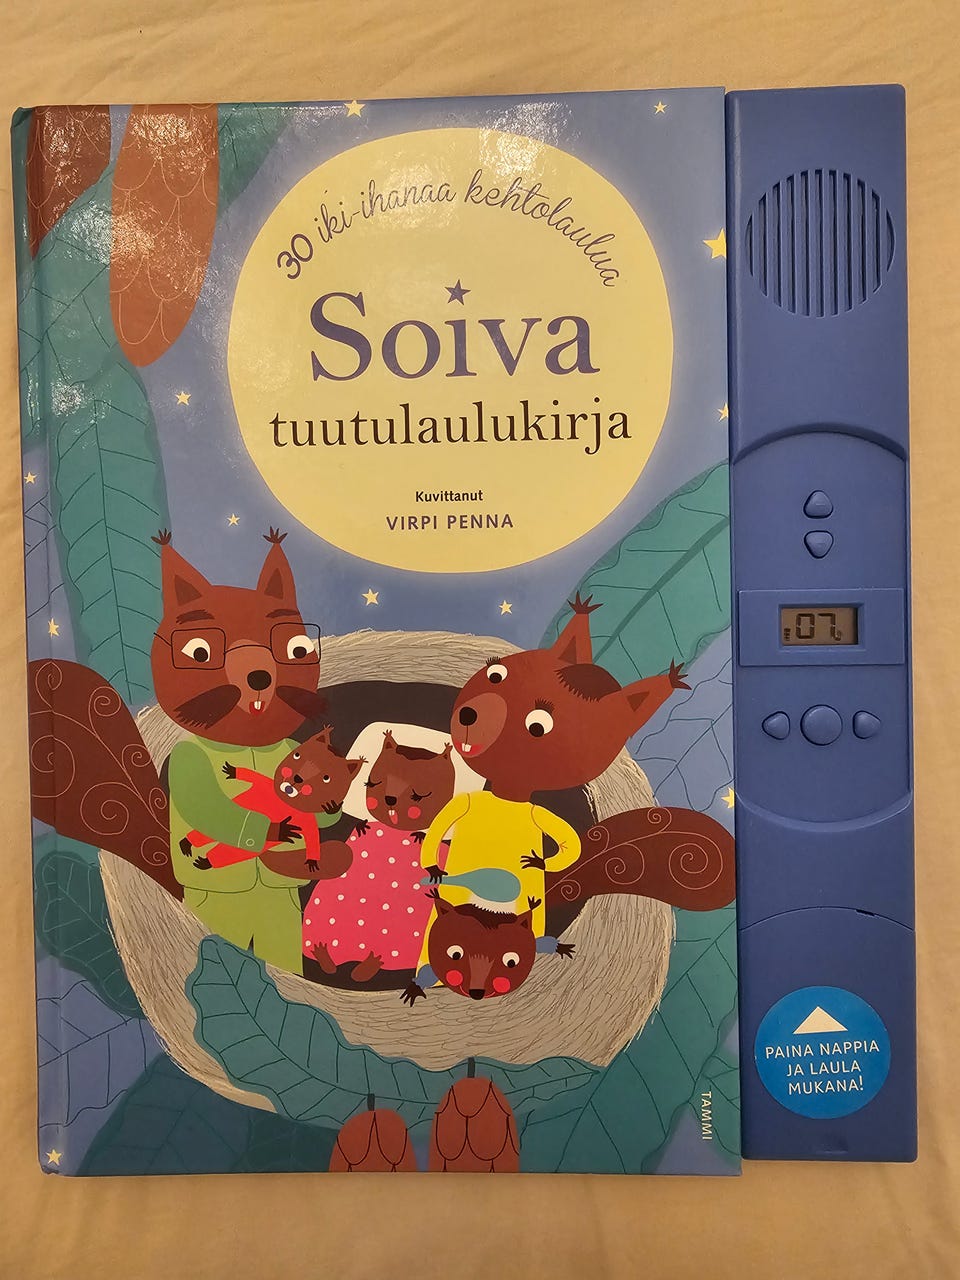 30 iki-ihanaa kehtolaulua
Soiva
tuutulaulukirja
Kuvittanut
VIRPI PENNA
07
PAINA NAPPIA
JA LAULA
MUKANA!
TAMMI